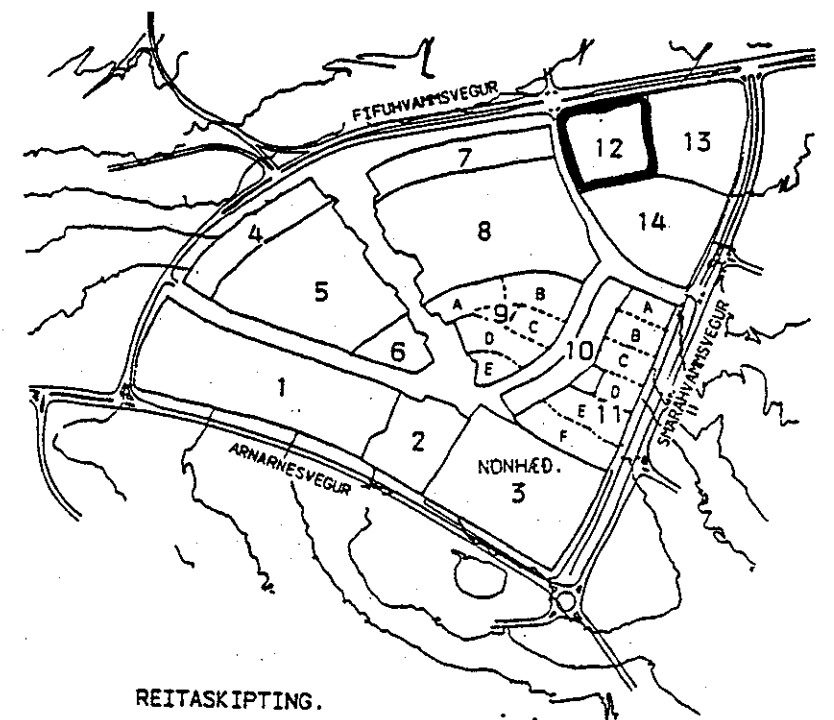 FIFUHVAMMSVEGUR
12
13
7
14
4
8
5
A
B
9
C
D
E
6
10
A
B
C
D
E
11
F
SMARAHVAMMSVEGUR
1
2
ARNARNESVEGUR
NONHÆÐ.
3
REITASKIPTING.